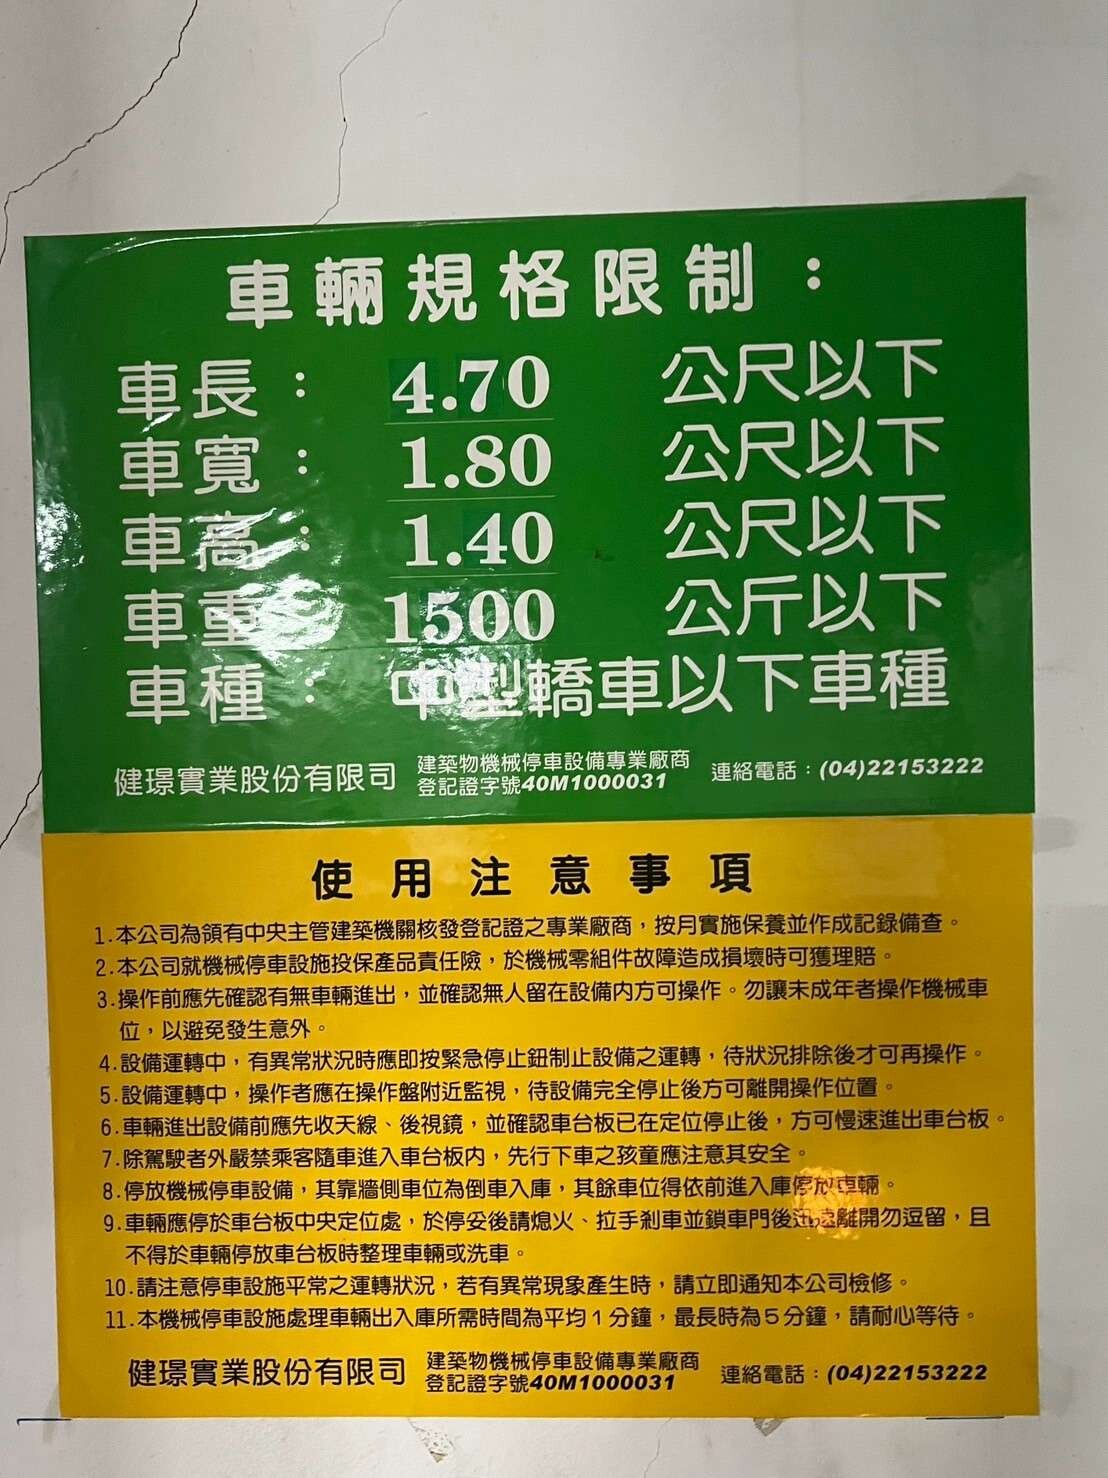 車輛規格限制：
車長：4.70 公尺以下
車寬：1.80 公尺以下
車高：1.40 公尺以下
車重：1500 公斤以下
車種：中型轎車以下車種
健璟實業股份有限司 建築物機械停車設備專業廠商 登記證字號40M1000031 連絡電話：(04)22153222
使用注意事項
1.本公司為領有中央主管建築機關核發登記證之專業廠商，按月實施保養並作成記錄備查。
2.本公司就機械停車設施投保產品責任險，於機械零組件故障造成損壞時可獲理賠。
3.操作前應先確認有無車輛進出，並確認無人留在設備內方可操作。勿讓未成年者操作機械車
位，以避免發生意外。
4.設備運轉中，有異常狀況時應即按緊急停止鈕制止設備之運轉，待狀況排除後才可再操作。
5.設備運轉中，操作者應在操作盤附近監視，待設備完全停止後方可離開操作位置。
6.車輛進出設備前應先收天線、後視鏡，並確認車台板已在定位停止後，方可慢速進出車台板。
7.除駕駛者外嚴禁乘客隨車進入車台板內，先行下車之孩童應注意其安全。
8.停放機械停車設備，其靠牆側車位為倒車入庫，其餘車位得依前進入庫停放車輛。
9.車輛應停於車台板中央定位處，於停妥後請熄火、拉手剎車並鎖車門後迅速離開勿逗留，且
不得於車輛停放車台板時整理車輛或洗車。
10.請注意停車設施平常之運轉狀況，若有異常現象產生時，請立即通知本公司檢修。
11.本機械停車設施處理車輛出入庫所需時間為平均1分鐘，最長時為5分鐘，請耐心等待。
健璟實業股份有限司 建築物機械停車設備專業廠商 登記證字號40M1000031 連絡電話：(04)22153222